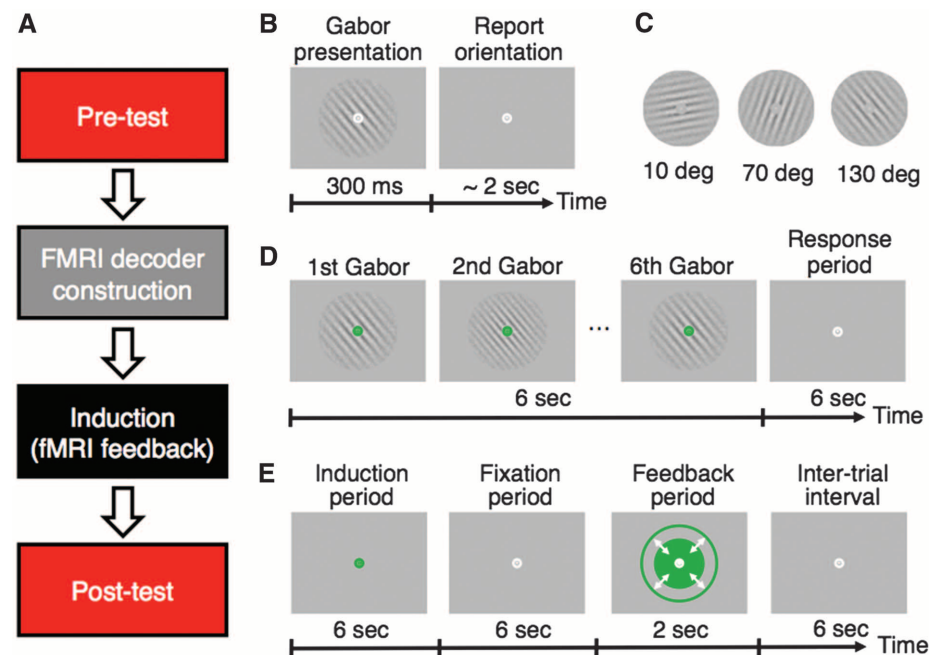 A
Pre-test
FMRI decoder
construction
Induction
(fMRI feedback)
Post-test
B
Gabor
presentation
Report
orientation
300 ms
~ 2 sec
Time
C
10 deg
70 deg
130 deg
D
1st Gabor
2nd Gabor
...
6th Gabor
Response
period
6 sec
6 sec
Time
E
Induction
period
Fixation
period
Feedback
period
Inter-trial
interval
6 sec
6 sec
2 sec
6 sec
Time